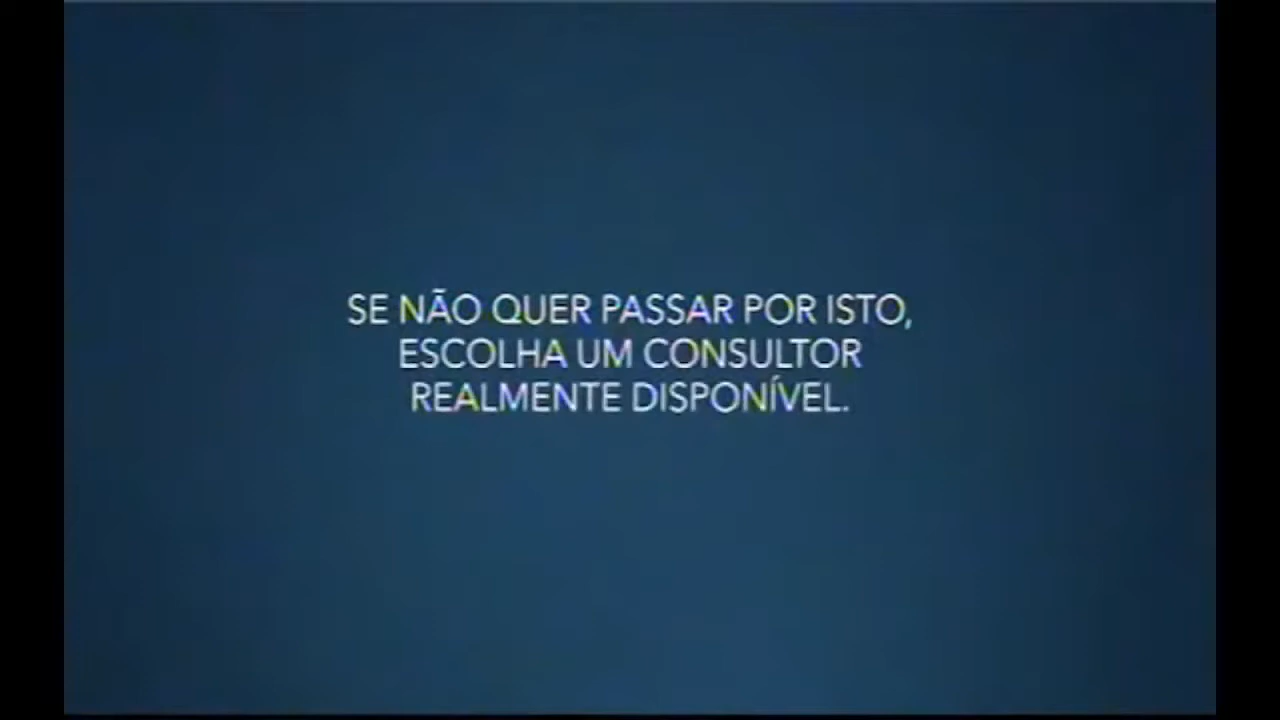 SE NÃO QUER PASSAR POR ISTO,
ESCOLHA UM CONSULTOR
REALMENTE DISPONÍVEL.